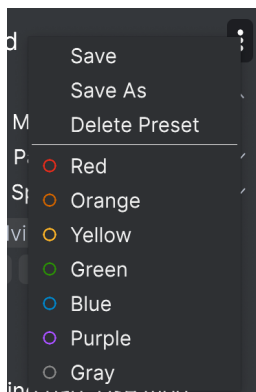 Save
Save As
Delete Preset
Red
Orange
Yellow
Green
Blue
Purple
Gray